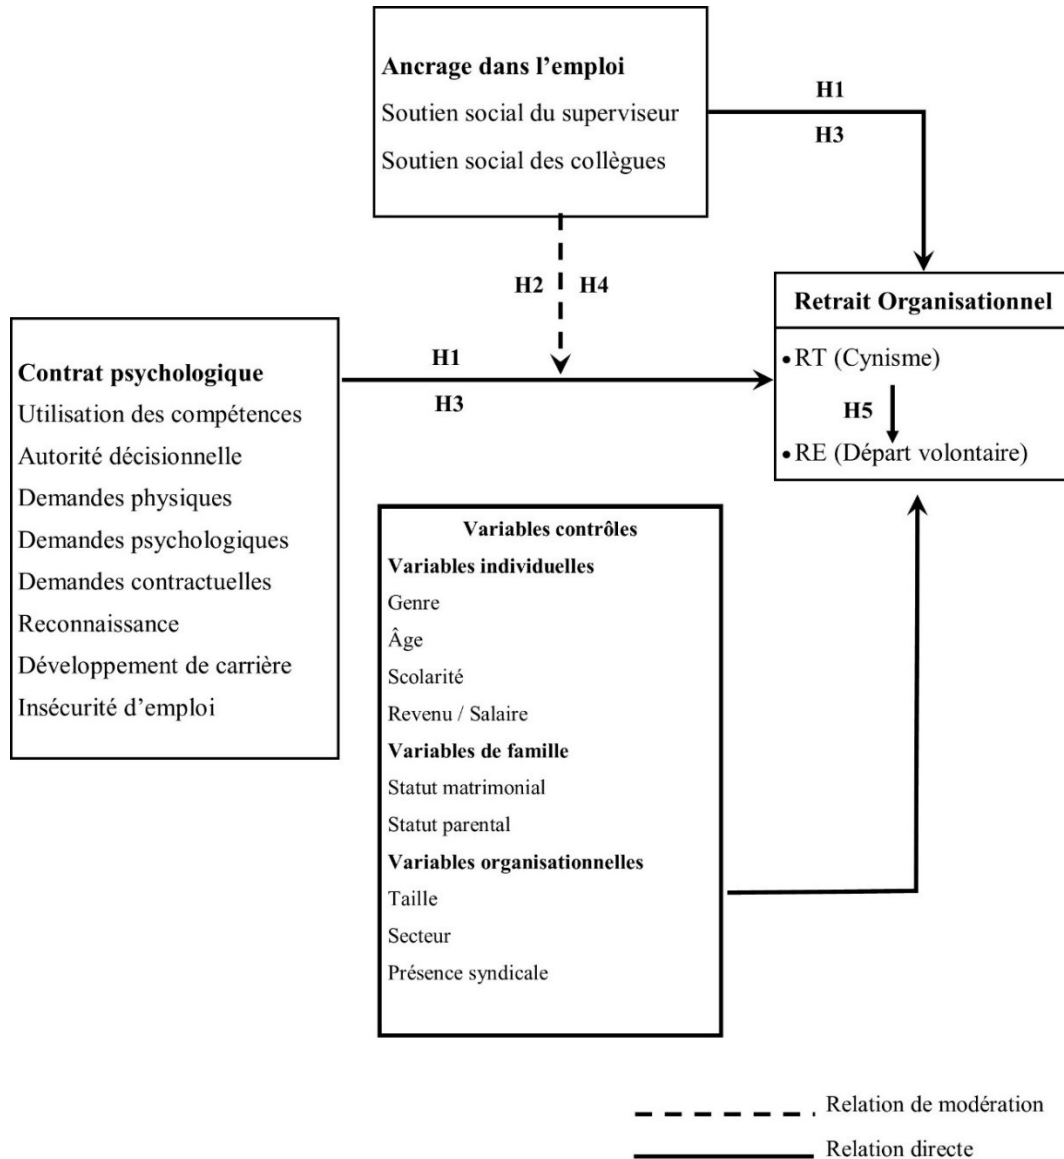 Ancrage dans l’emploi
Soutien social du superviseur
Soutien social des collègues
H1
H3
H2
H4
Retrait Organisationnel
• RT (Cynisme)
H5
• RE (Départ volontaire)
Contrat psychologique
Utilisation des compétences
Autorité décisionnelle
Demandes physiques
Demandes psychologiques
Demandes contractuelles
Reconnaissance
Développement de carrière
Insécurité d’emploi
H1
H3
Variables contrôles
Variables individuelles
Genre
Âge
Scolarité
Revenu / Salaire
Variables de famille
Statut matrimonial
Statut parental
Variables organisationnelles
Taille
Secteur
Présence syndicale
Relation de modération
Relation directe